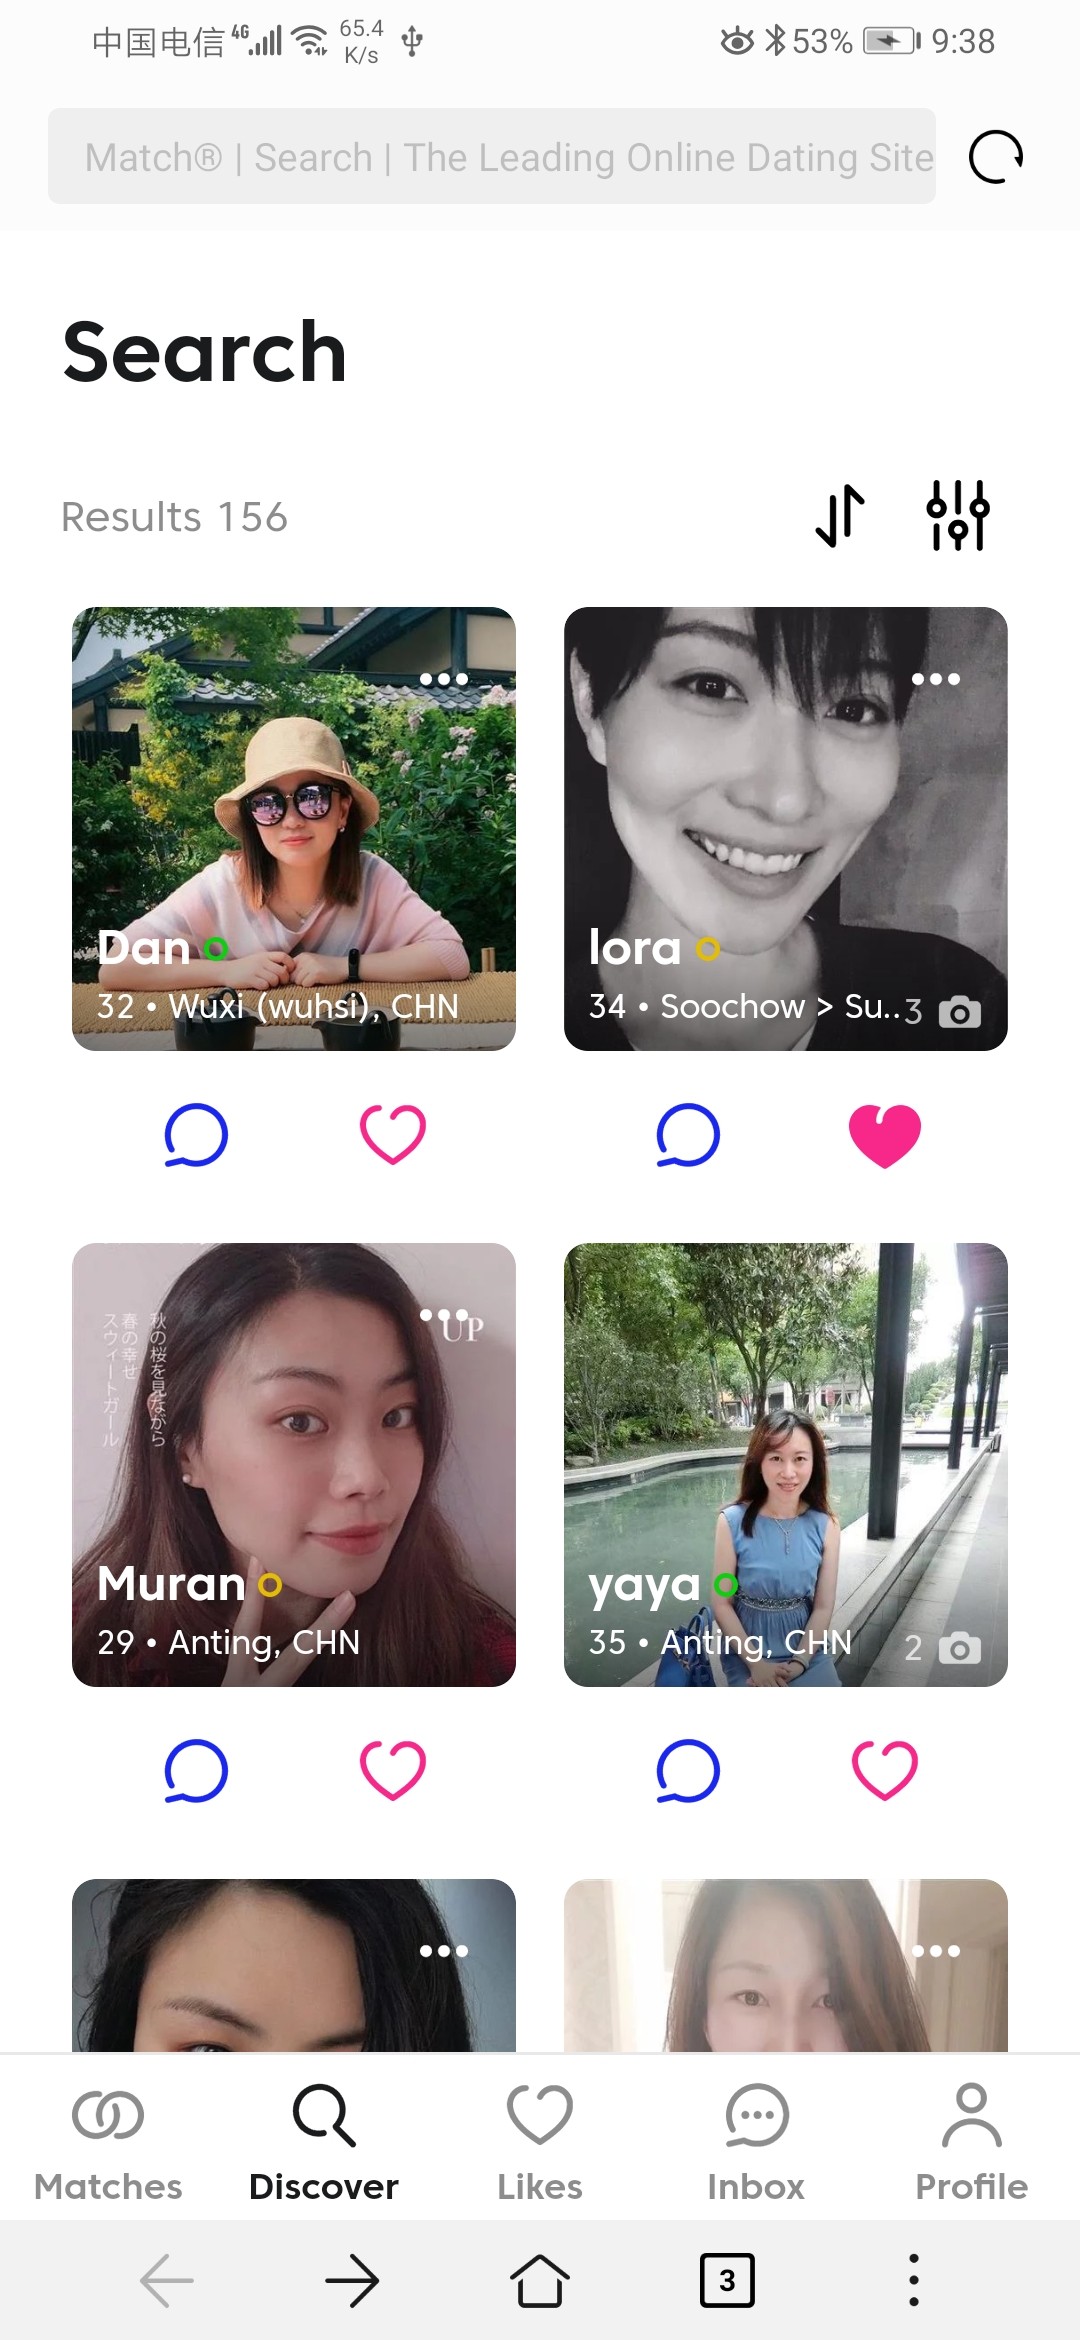 中国电信 4G 65.4 K/s 53% 9:38
Match® | Search | The Leading Online Dating Site
Search
Results 156
Dan
32 • Wuxi (wuhsi), CHN
lora
34 • Soochow > Su.. 3
秋の桜を見ながら
春の幸せ
スウィートガール
UP
Muran
29 • Anting, CHN
yaya
35 • Anting, CHN 2
Matches Discover Likes Inbox Profile
3